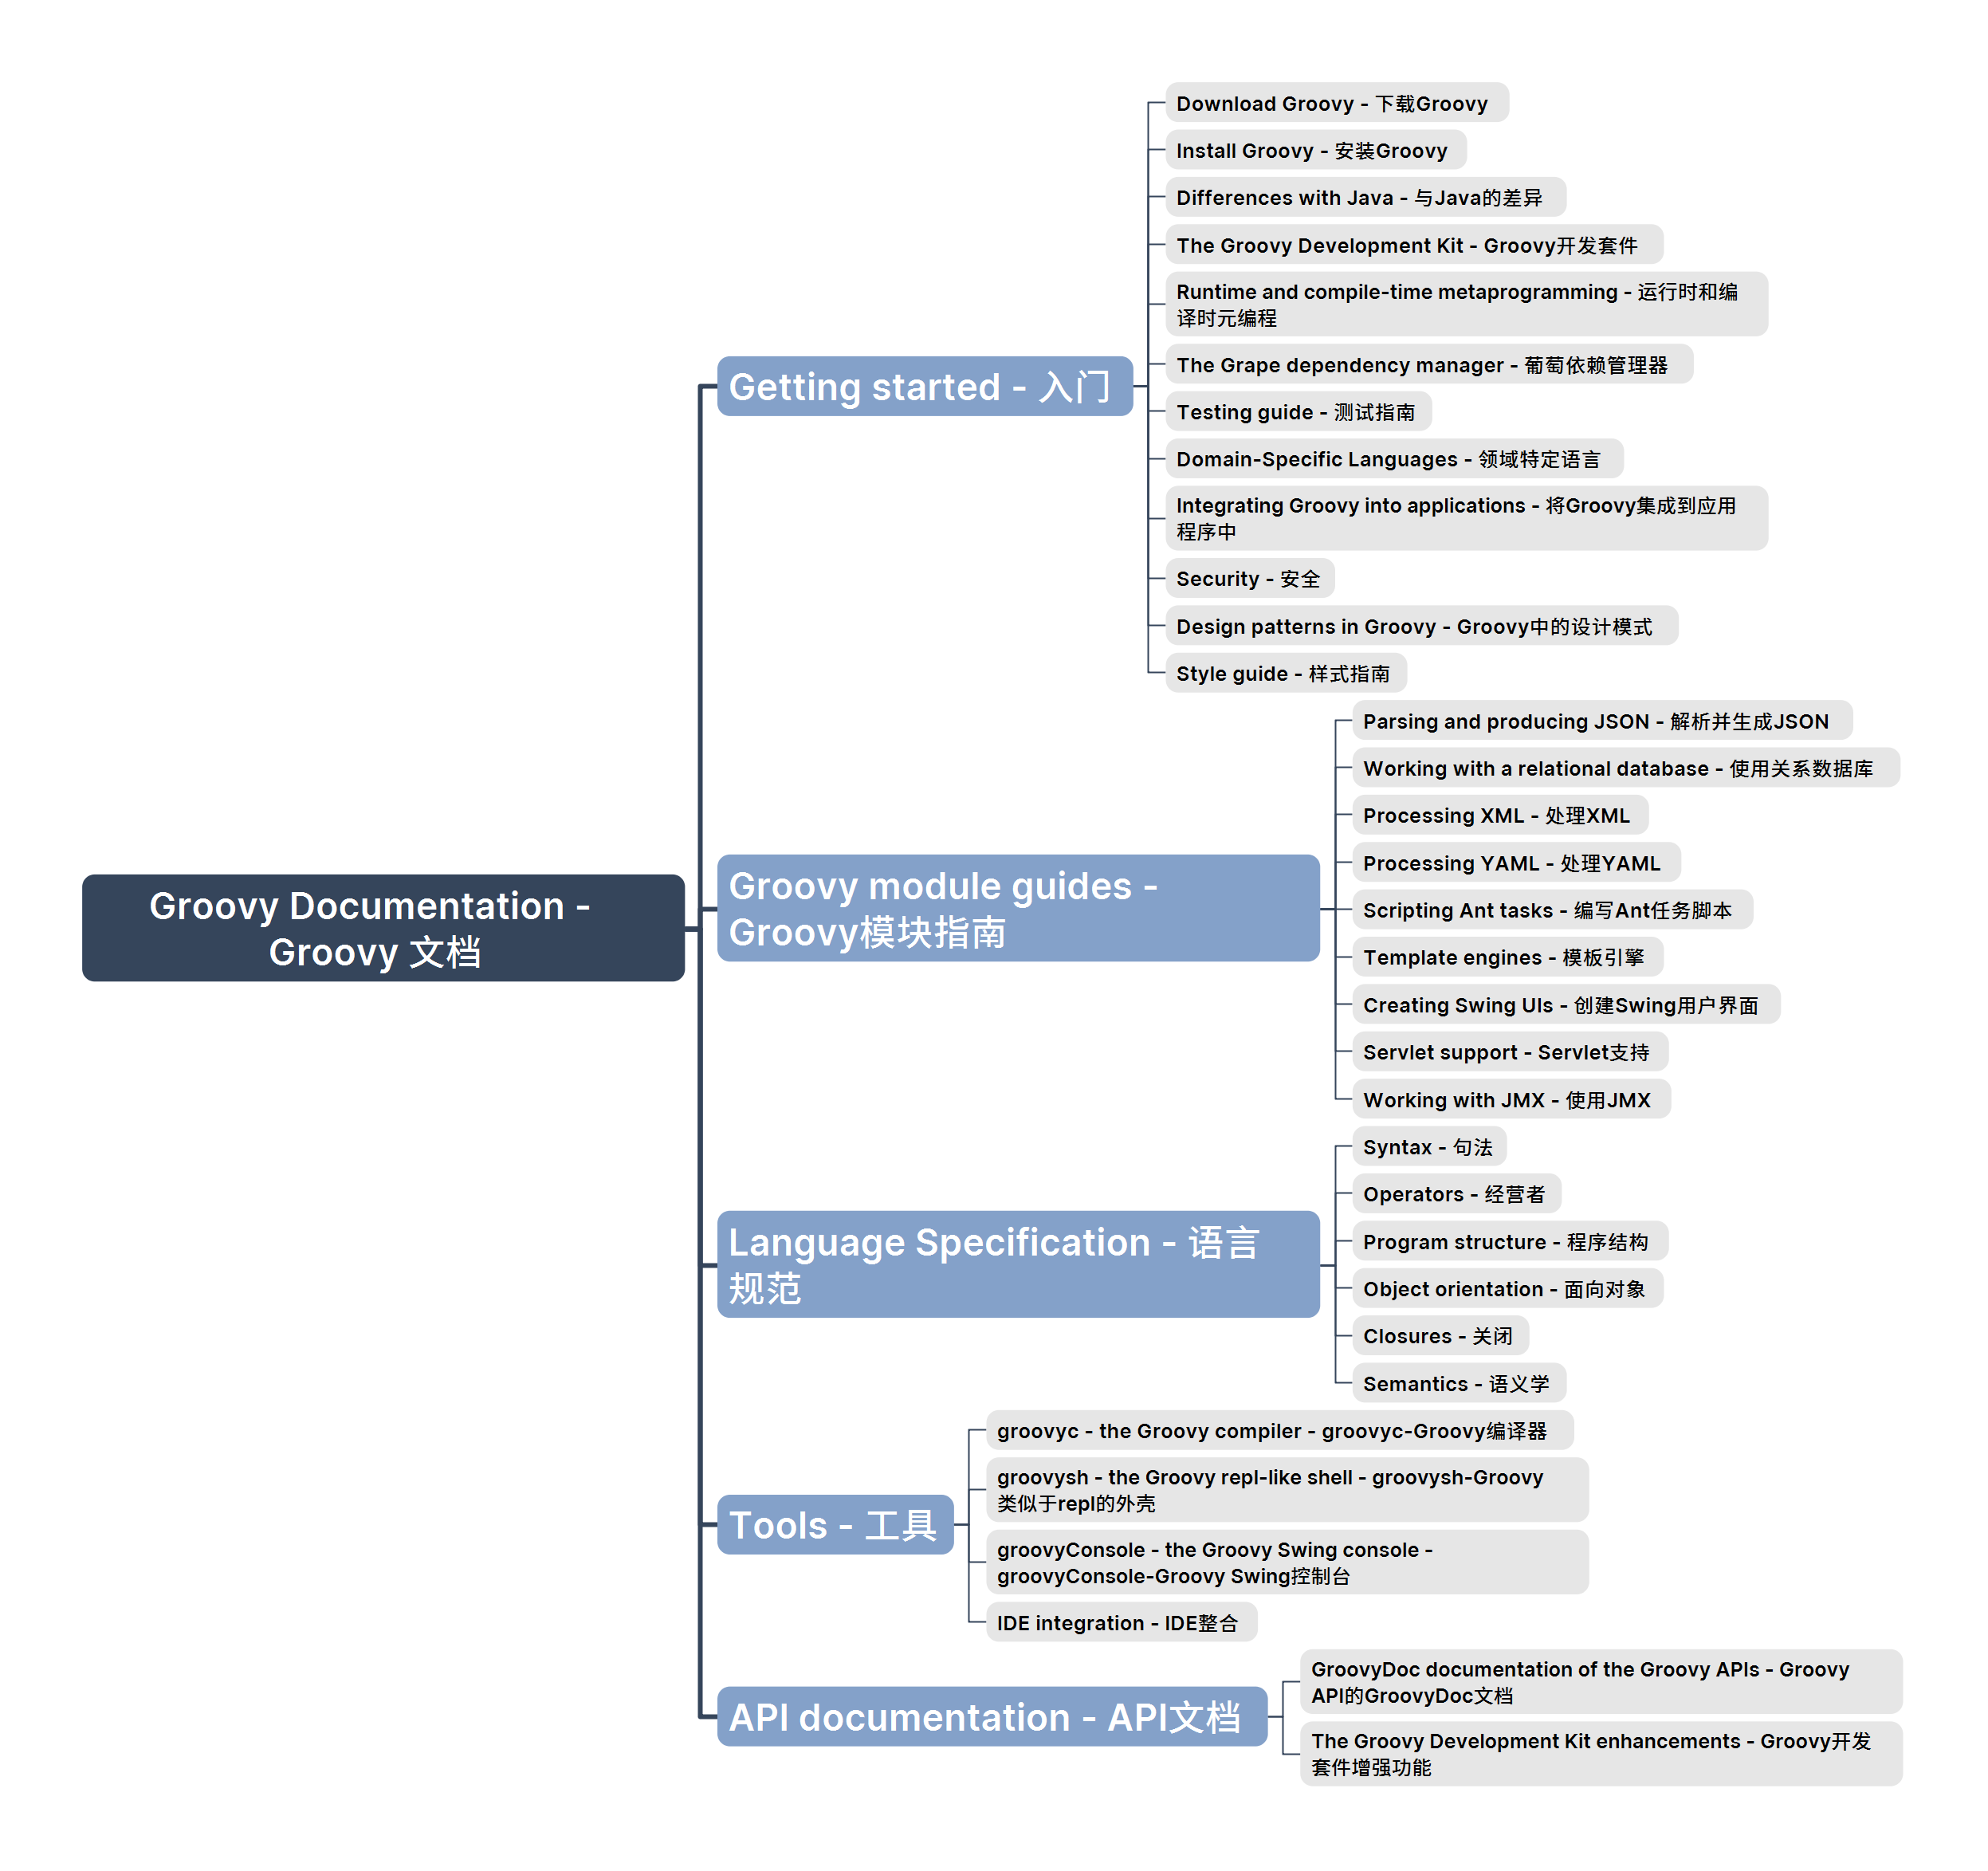 Groovy Documentation -
Groovy 文档
Getting started - 入门
Download Groovy - 下载Groovy
Install Groovy - 安装Groovy
Differences with Java - 与Java的差异
The Groovy Development Kit - Groovy开发套件
Runtime and compile-time metaprogramming - 运行时和编
译时元编程
The Grape dependency manager - 葡萄依赖管理器
Testing guide - 测试指南
Domain-Specific Languages - 领域特定语言
Integrating Groovy into applications - 将Groovy集成到应用
程序中
Security - 安全
Design patterns in Groovy - Groovy中的设计模式
Style guide - 样式指南
Groovy module guides -
Groovy模块指南
Parsing and producing JSON - 解析并生成JSON
Working with a relational database - 使用关系数据库
Processing XML - 处理XML
Processing YAML - 处理YAML
Scripting Ant tasks - 编写Ant任务脚本
Template engines - 模板引擎
Creating Swing UIs - 创建Swing用户界面
Servlet support - Servlet支持
Working with JMX - 使用JMX
Language Specification - 语言
规范
Syntax - 句法
Operators - 经营者
Program structure - 程序结构
Object orientation - 面向对象
Closures - 关闭
Semantics - 语义学
Tools - 工具
groovyc - the Groovy compiler - groovyc-Groovy编译器
groovysh - the Groovy repl-like shell - groovysh-Groovy
类似于repl的外壳
groovyConsole - the Groovy Swing console -
groovyConsole-Groovy Swing控制台
IDE integration - IDE整合
API documentation - API文档
GroovyDoc documentation of the Groovy APIs - Groovy
API的GroovyDoc文档
The Groovy Development Kit enhancements - Groovy开发
套件增强功能